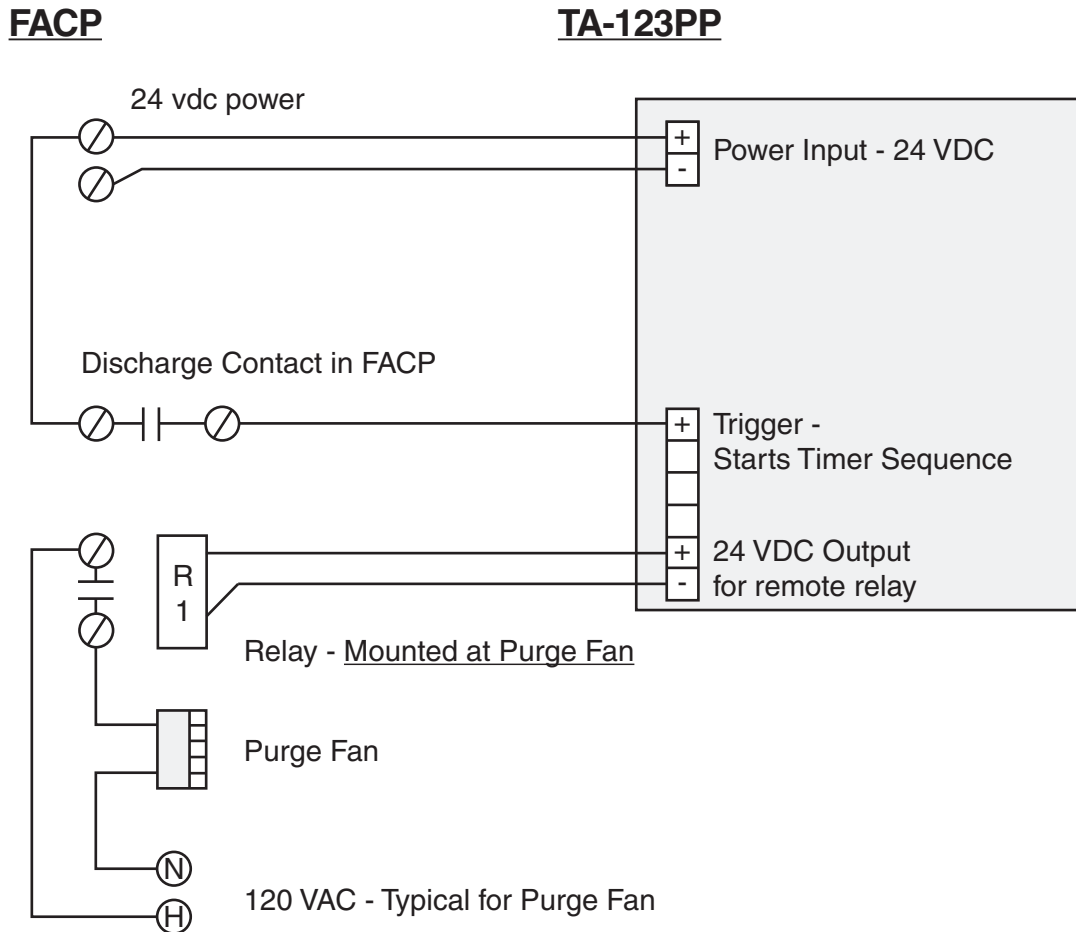 FACP
TA-123PP
24 vdc power
+
-
Power Input - 24 VDC
Discharge Contact in FACP
+
Trigger -
Starts Timer Sequence
+
-
24 VDC Output
for remote relay
R
1
Relay - Mounted at Purge Fan
Purge Fan
N
H
120 VAC - Typical for Purge Fan